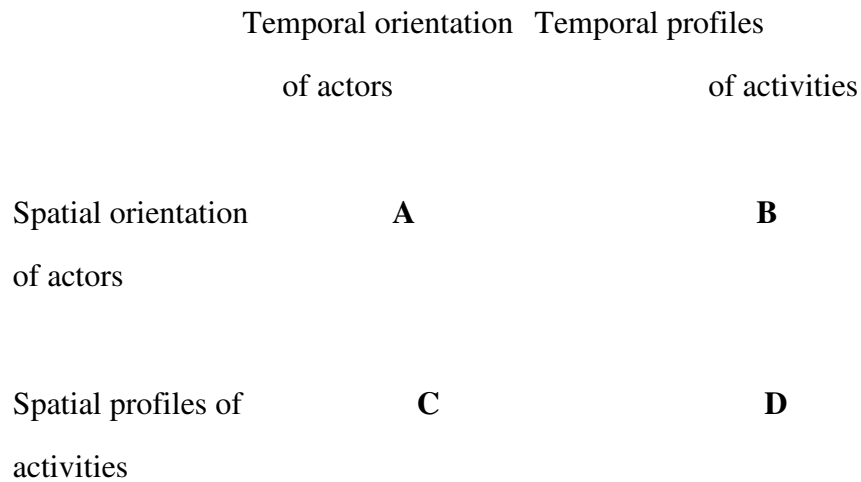 Temporal orientation Temporal profiles
of actors of activities
Spatial orientation A B
of actors
Spatial profiles of C D
activities